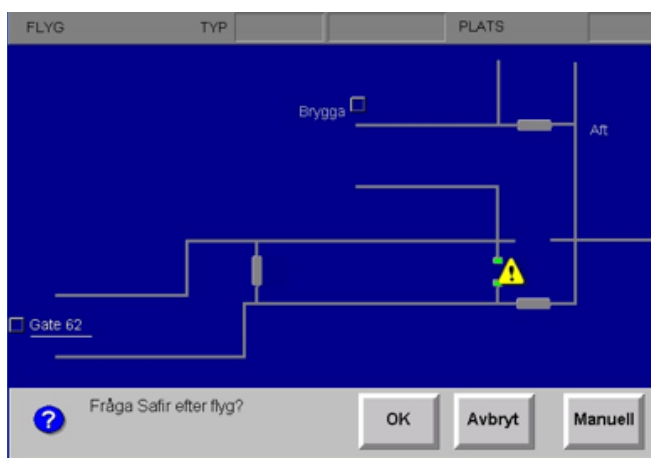 FLYG TYP PLATS
Brygga
Aft
Gate 62
Fråga Safir efter flyg?
OK Avbryt Manuell